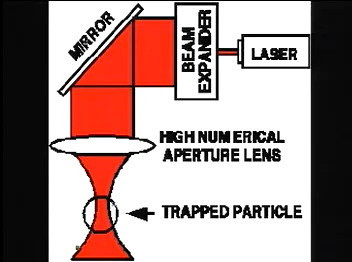 MIRROR
BEAM
EXPANDER
LASER
HIGH NUMERICAL
APERTURE LENS
TRAPPED PARTICLE